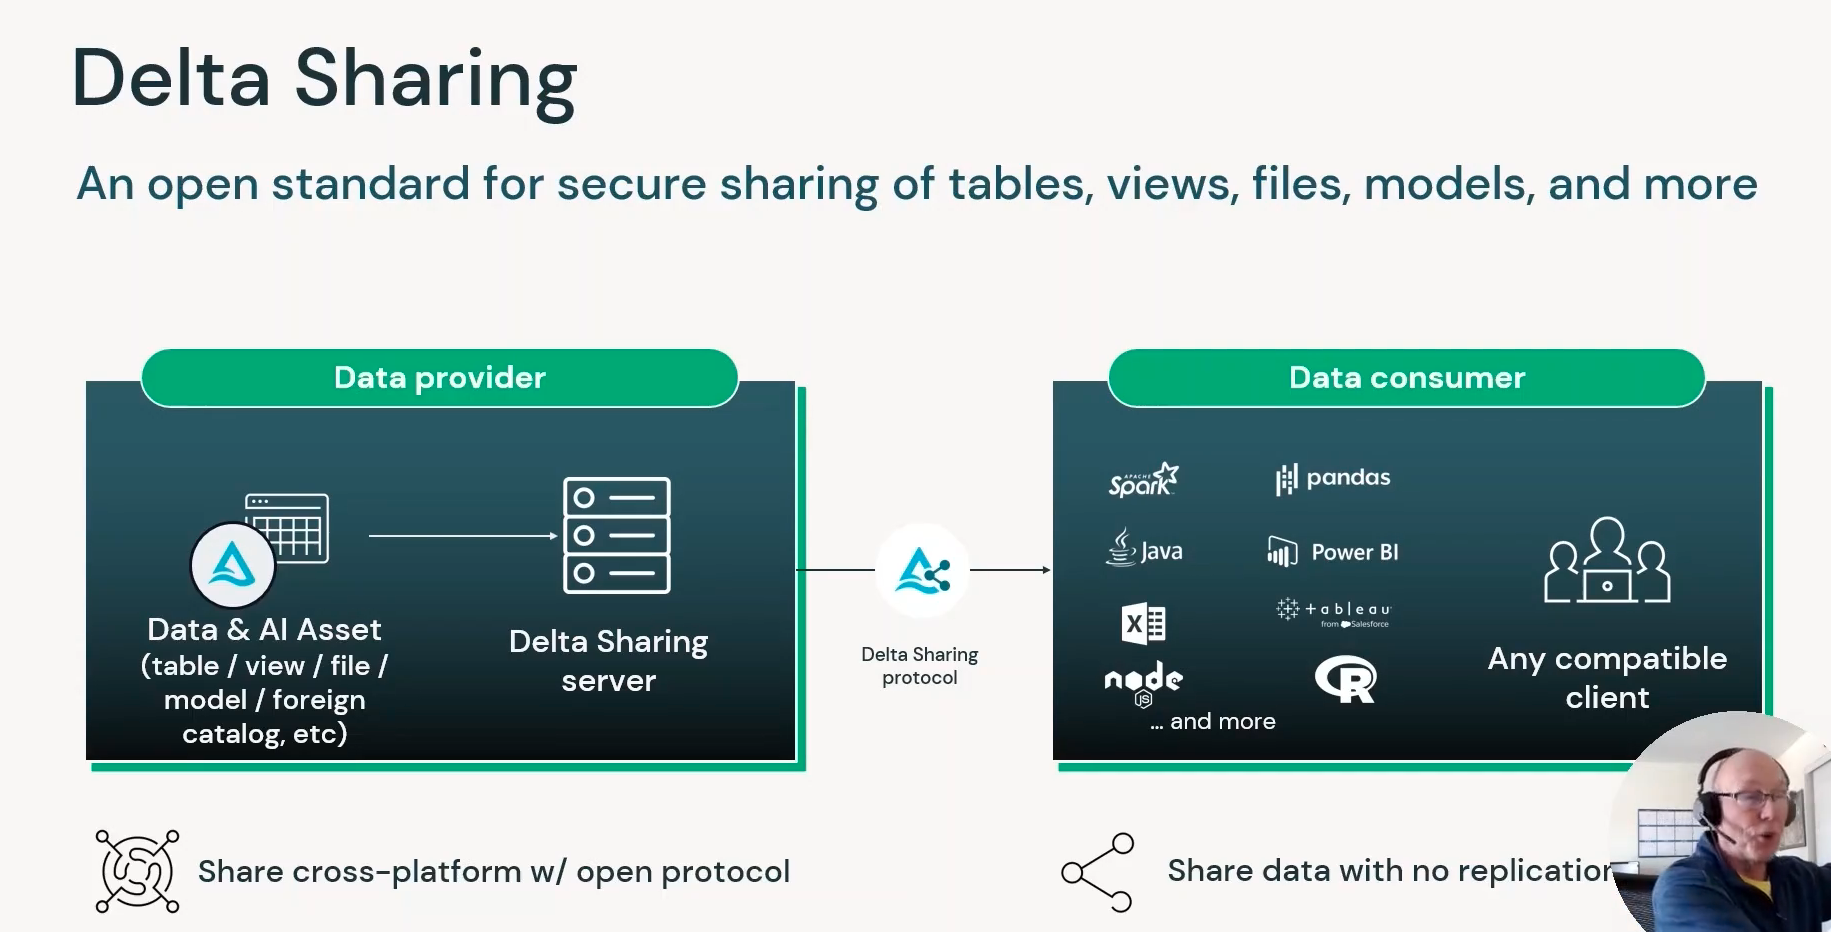 Delta Sharing
An open standard for secure sharing of tables, views, files, models, and more
Data provider
Data & AI Asset
(table / view / file /
model / foreign
catalog, etc)
Delta Sharing
server
Delta Sharing
protocol
Data consumer
APACHE
Spark
pandas
Java
Power BI
X
+ableau
from Salesforce
node
JS
R
... and more
Any compatible
client
Share cross-platform w/ open protocol
Share data with no replication